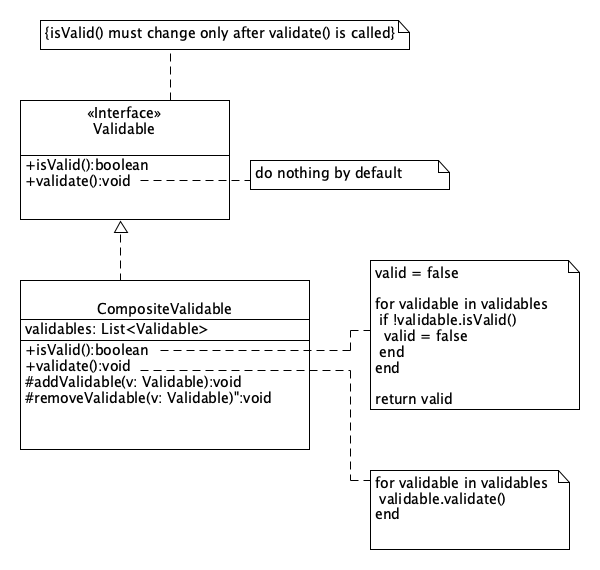 {isValid() must change only after validate() is called}
«Interface»
Validable
+isValid():boolean
+validate():void
do nothing by default
CompositeValidable
validables: List<Validable>
+isValid():boolean
+validate():void
#addValidable(v: Validable):void
#removeValidable(v: Validable)":void
valid = false
for validable in validables
if !validable.isValid()
valid = false
end
end
return valid
for validable in validables
validable.validate()
end